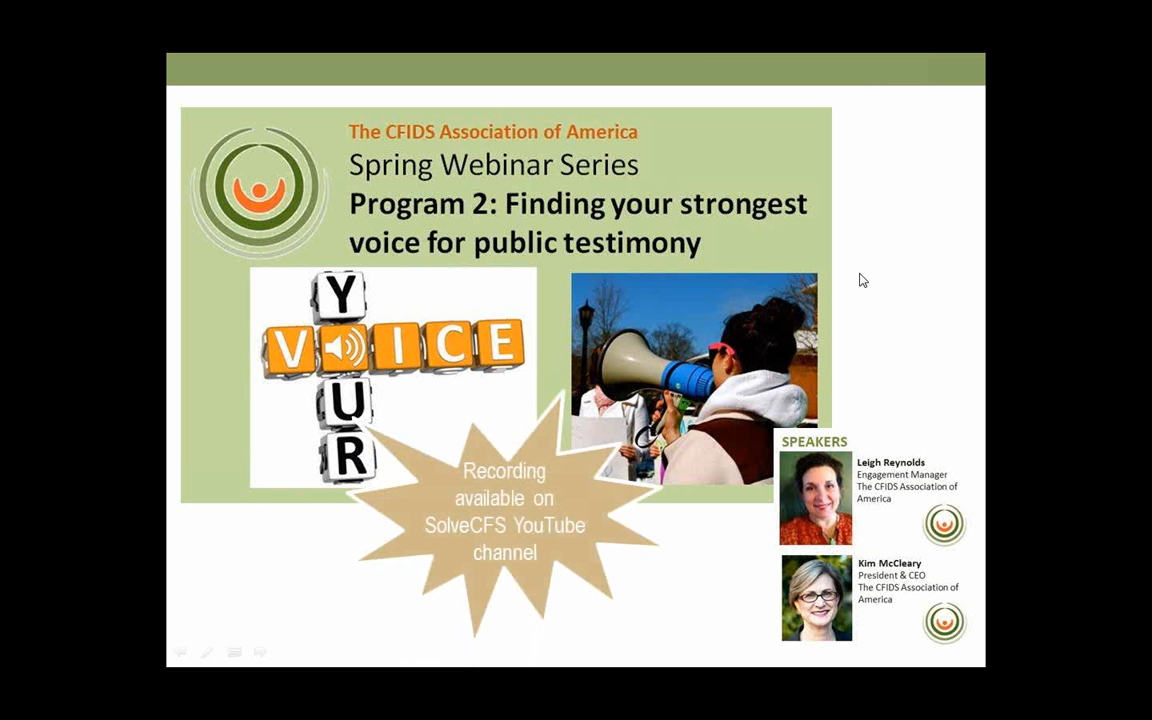 The CFIDS Association of America
Spring Webinar Series
Program 2: Finding your strongest
voice for public testimony
Y
V ICE
U
R
Recording
available on
SolveCFS YouTube
channel
SPEAKERS
Leigh Reynolds
Engagement Manager
The CFIDS Association of
America
Kim McCleary
President & CEO
The CFIDS Association of
America